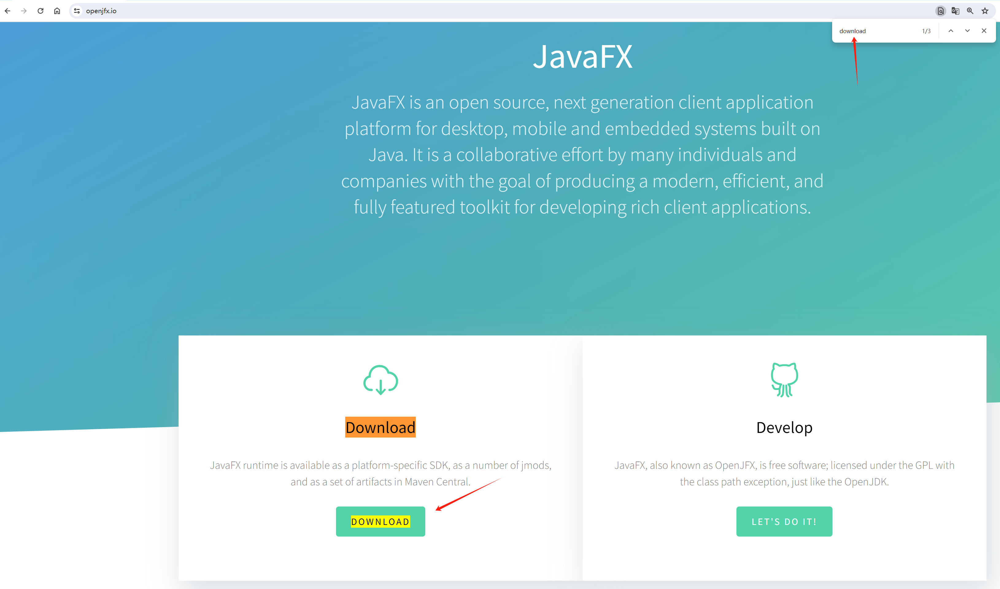 openjfx.io
download 1/3
JavaFX
JavaFX is an open source, next generation client application
platform for desktop, mobile and embedded systems built on
Java. It is a collaborative effort by many individuals and
companies with the goal of producing a modern, efficient, and
fully featured toolkit for developing rich client applications.
Download
JavaFX runtime is available as a platform-specific SDK, as a number of jmods,
and as a set of artifacts in Maven Central.
DOWNLOAD
Develop
JavaFX, also known as OpenJFX, is free software; licensed under the GPL with
the class path exception, just like the OpenJDK.
LET'S DO IT!